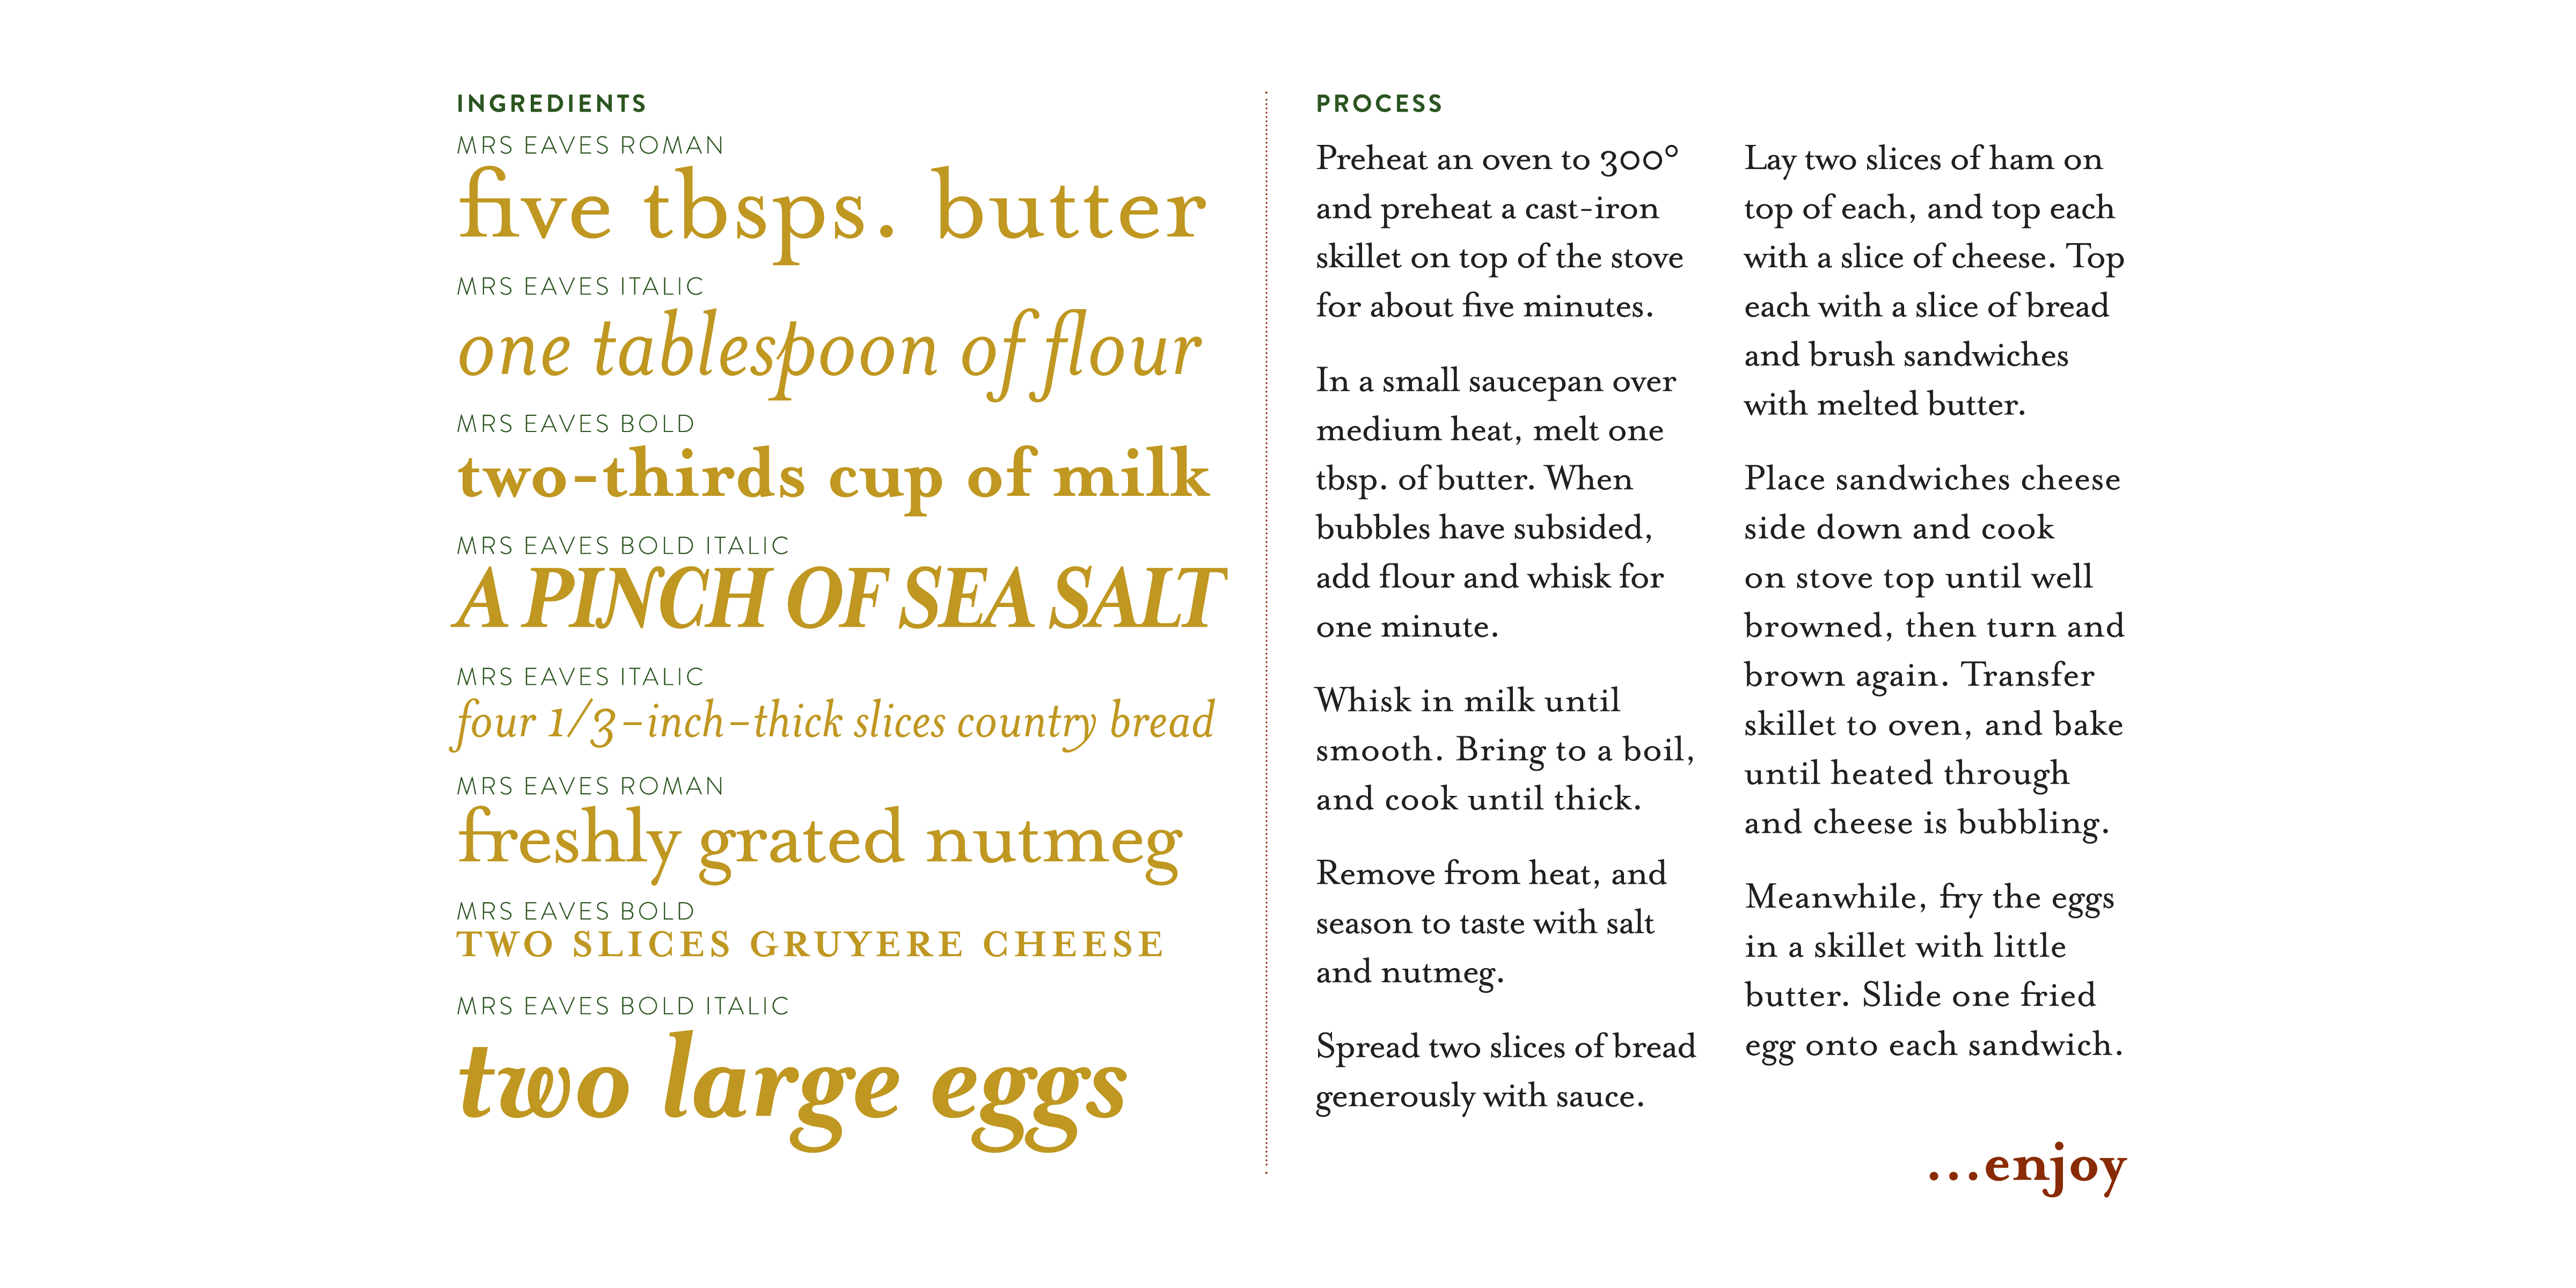 INGREDIENTS
MRS EAVES ROMAN
five tbsps. butter
MRS EAVES ITALIC
one tablespoon of flour
MRS EAVES BOLD
two-thirds cup of milk
MRS EAVES BOLD ITALIC
A PINCH OF SEA SALT
MRS EAVES ITALIC
four 1/3-inch-thick slices country bread
MRS EAVES ROMAN
freshly grated nutmeg
MRS EAVES BOLD
TWO SLICES GRUYERE CHEESE
MRS EAVES BOLD ITALIC
two large eggs
PROCESS
Preheat an oven to 300°
and preheat a cast-iron
skillet on top of the stove
for about five minutes.
In a small saucepan over
medium heat, melt one
tbsp. of butter. When
bubbles have subsided,
add flour and whisk for
one minute.
Whisk in milk until
smooth. Bring to a boil,
and cook until thick.
Remove from heat, and
season to taste with salt
and nutmeg.
Spread two slices of bread
generously with sauce.
Lay two slices of ham on
top of each, and top each
with a slice of cheese. Top
each with a slice of bread
and brush sandwiches
with melted butter.
Place sandwiches cheese
side down and cook
on stove top until well
browned, then turn and
brown again. Transfer
skillet to oven, and bake
until heated through
and cheese is bubbling.
Meanwhile, fry the eggs
in a skillet with little
butter. Slide one fried
egg onto each sandwich.
...enjoy